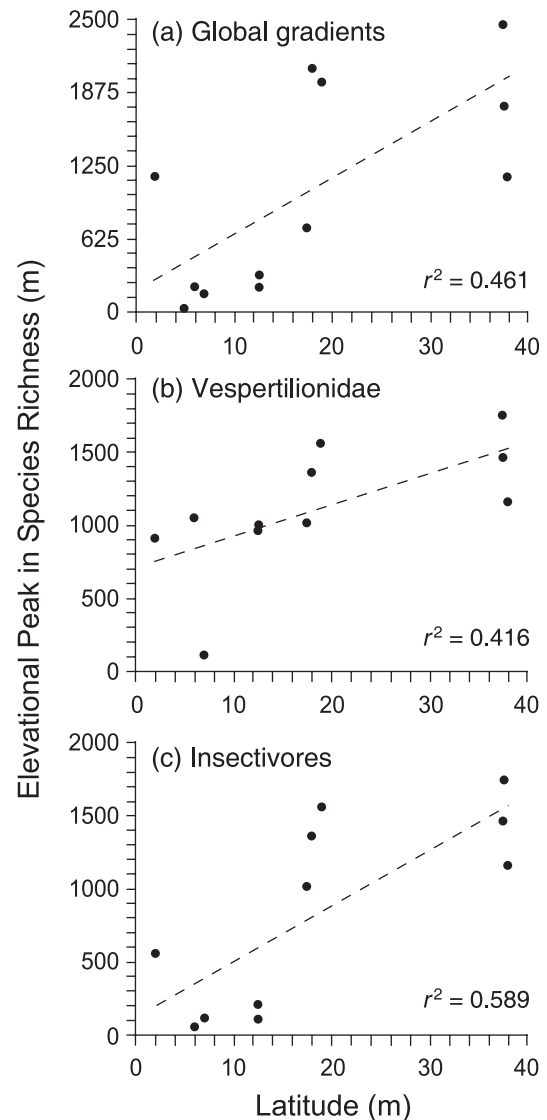 Elevational Peak in Species Richness (m)
(a) Global gradients
2500
1875
1250
625
0
r² = 0.461
0 10 20 30 40
(b) Vespertilionidae
2000
1500
1000
500
0
r² = 0.416
0 10 20 30 40
(c) Insectivores
2000
1500
1000
500
0
r² = 0.589
0 10 20 30 40
Latitude (m)